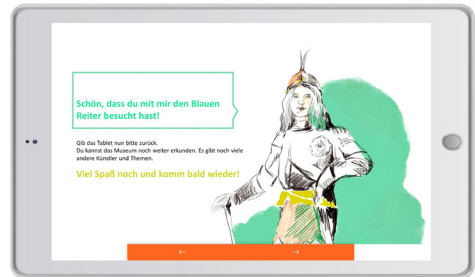 Schön, dass du mit mir den Blauen
Reiter besucht hast!
Gib das Tablet nun bitte zurück.
Du kannst das Museum noch weiter erkunden. Es gibt noch viele
andere Künstler und Themen.
Viel Spaß noch und komm bald wieder!